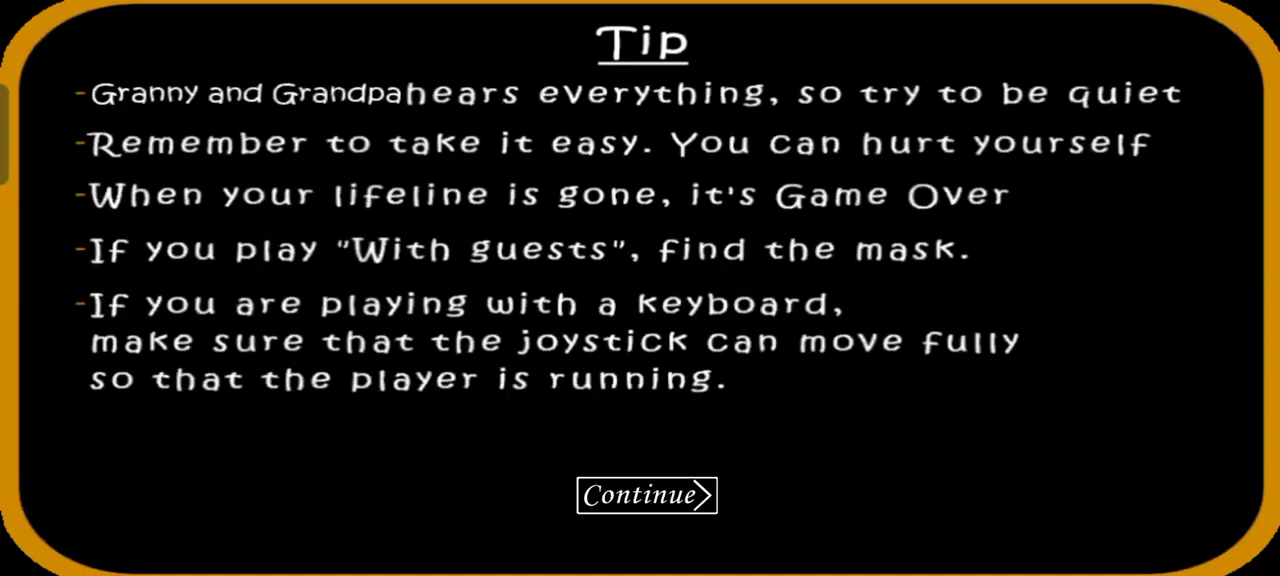 Tip
-Granny and Grandpahears everything, so try to be quiet
-Remember to take it easy. You can hurt yourself
-When your lifeline is gone, it's Game Over
-If you play "With guests", find the mask.
-If you are playing with a keyboard,
make sure that the joystick can move fully
so that the player is running.
Continue>